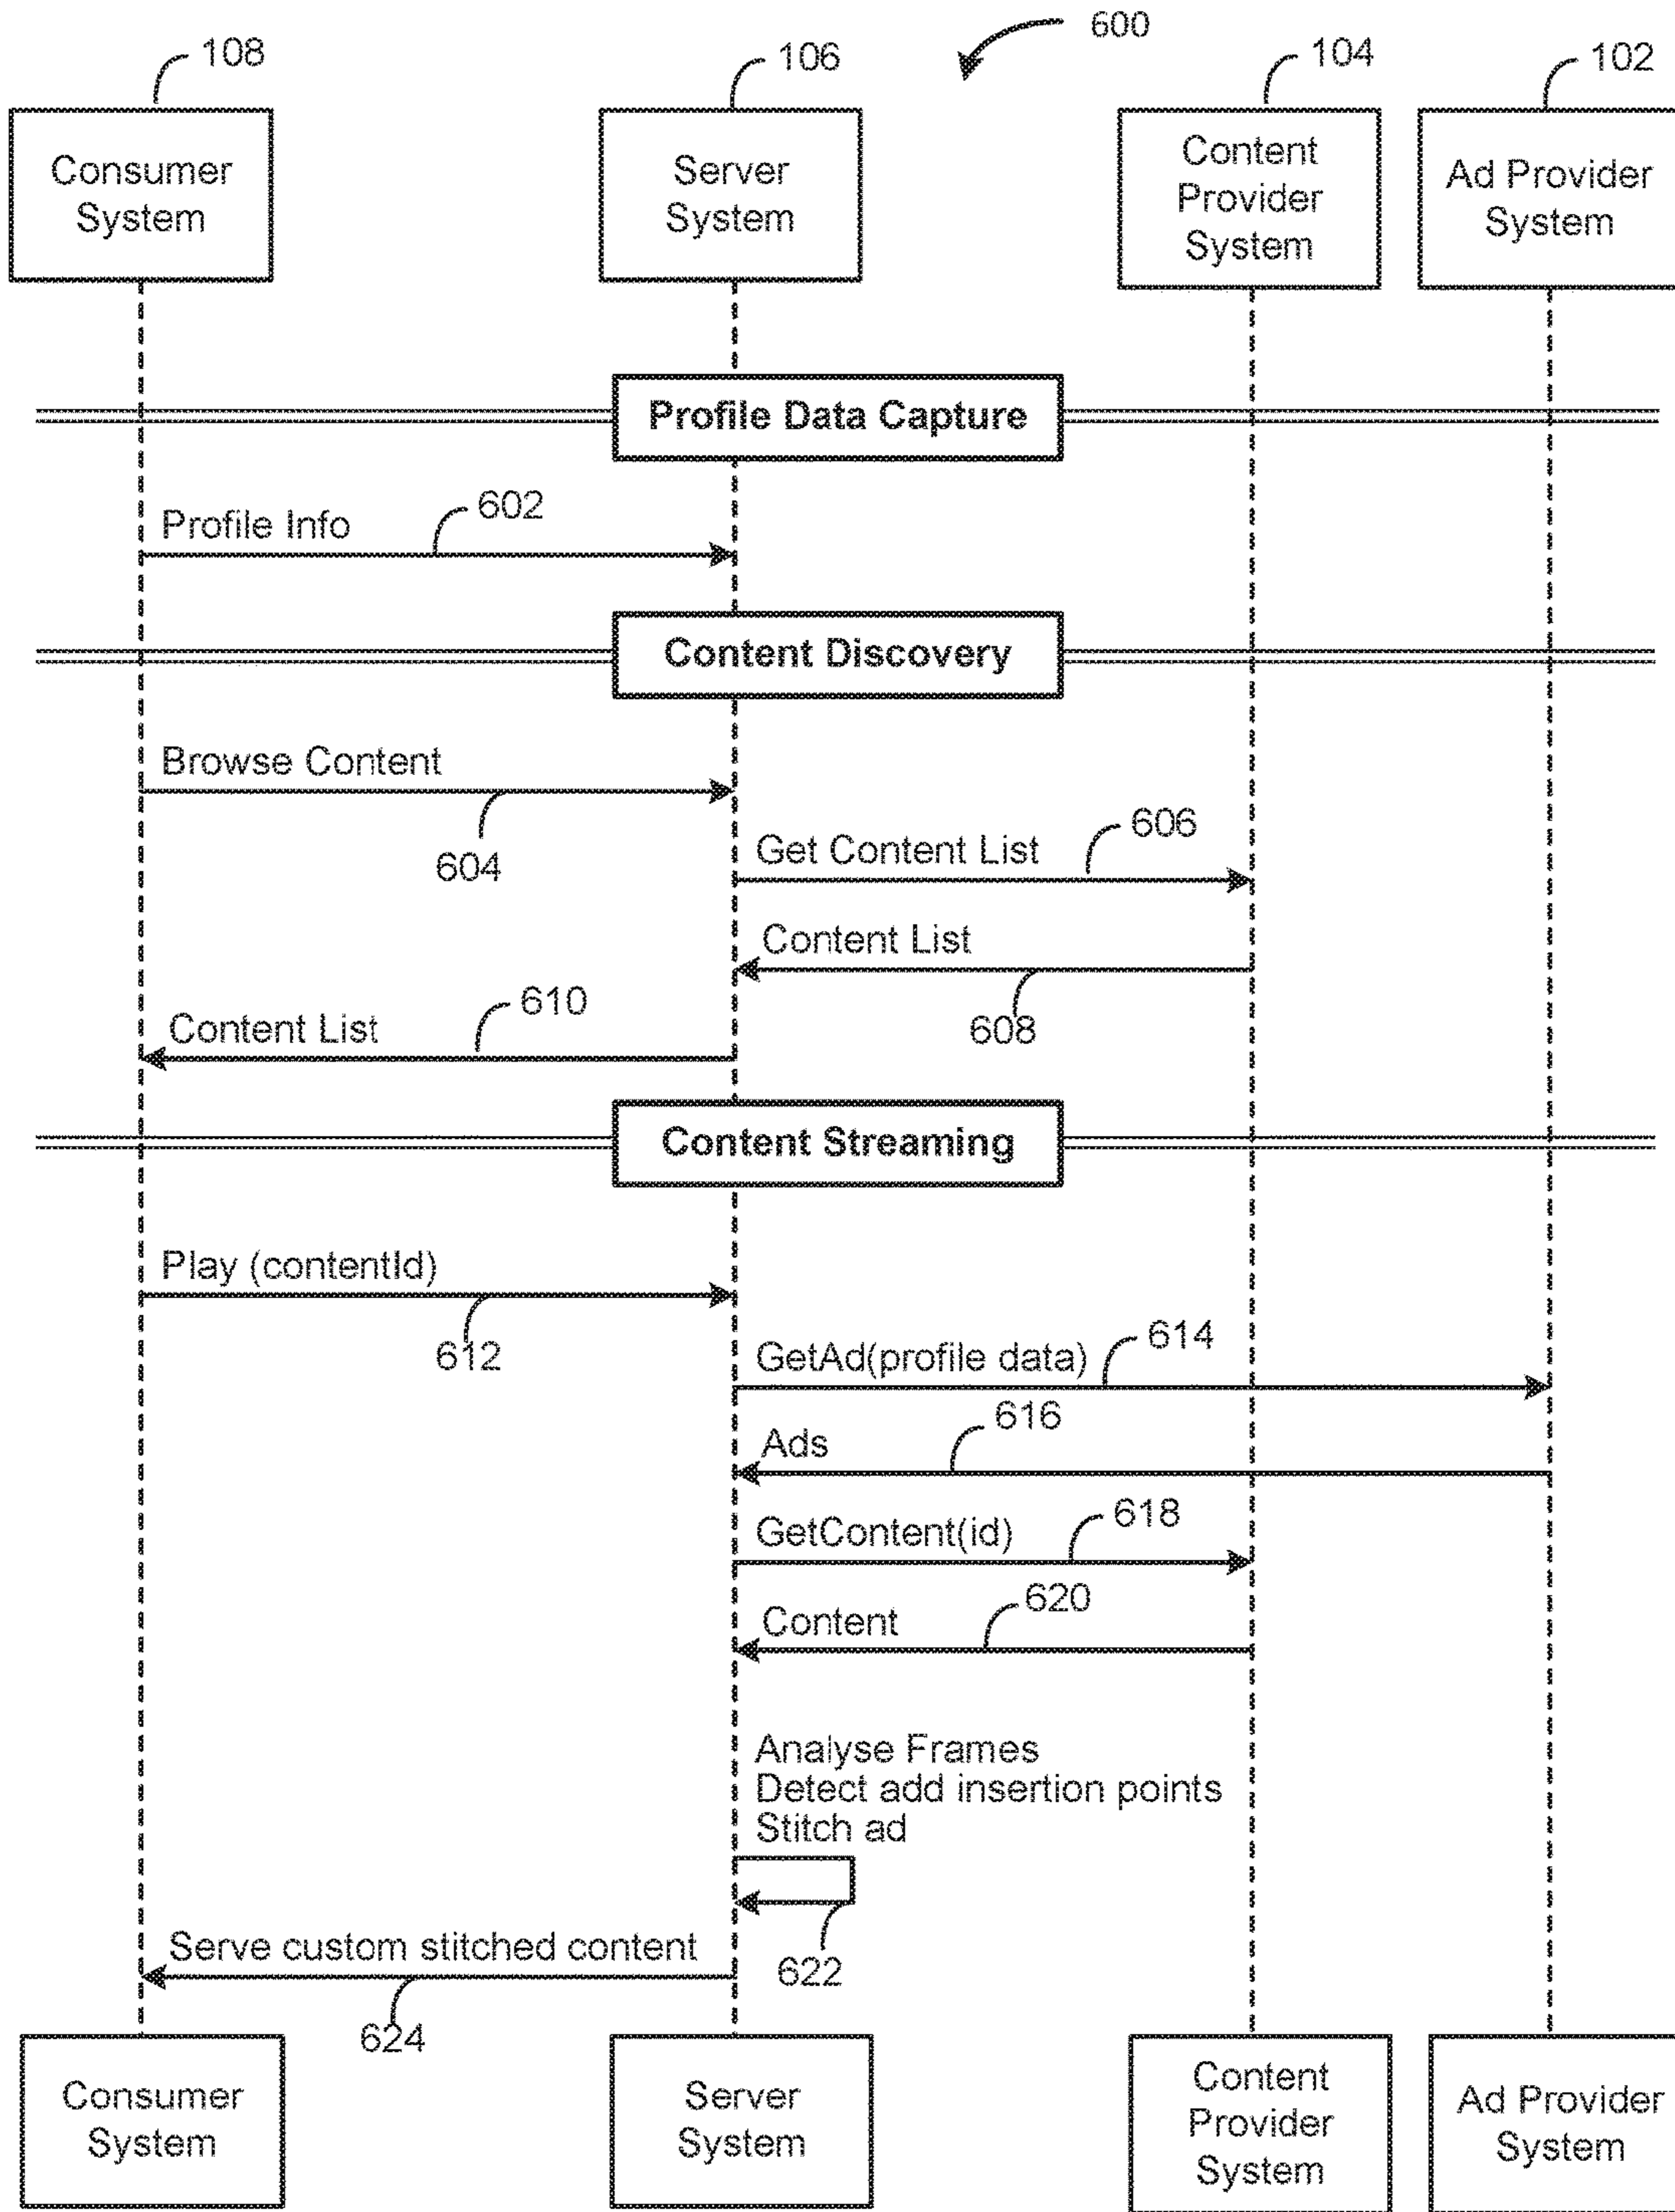 600
108
106
104
102
Consumer
System
Server
System
Content
Provider
System
Ad Provider
System
Profile Data Capture
Profile Info
602
Content Discovery
Browse Content
604
Get Content List
606
Content List
608
Content List
610
Content Streaming
Play (contentId)
612
GetAd(profile data)
614
Ads
616
GetContent(id)
618
Content
620
Analyse Frames
Detect add insertion points
Stitch ad
622
Serve custom stitched content
624
Consumer
System
Server
System
Content
Provider
System
Ad Provider
System